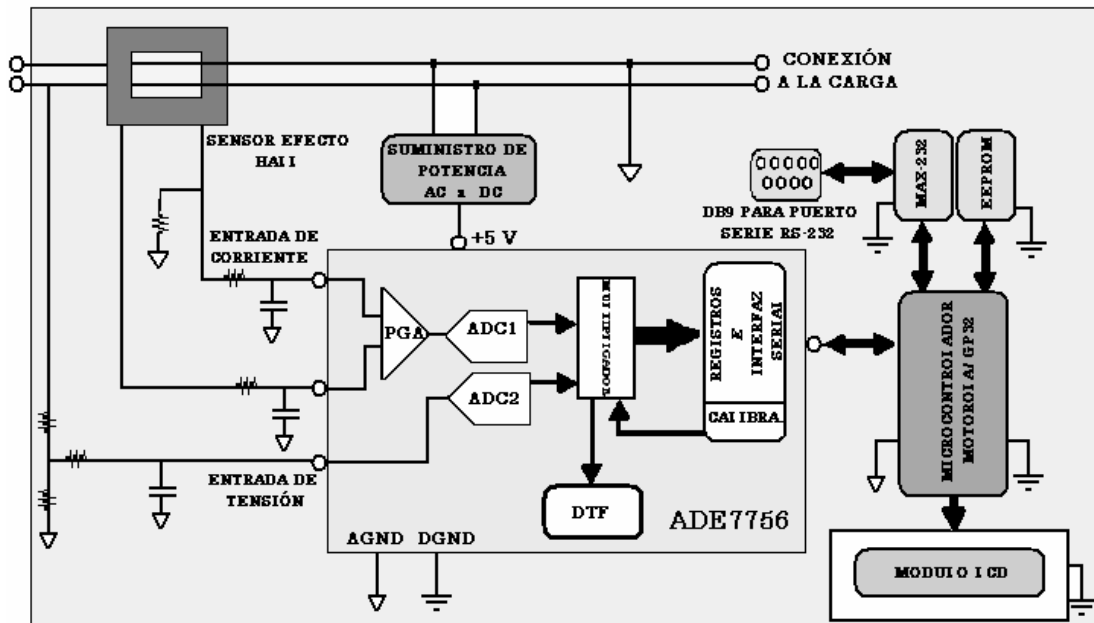 CONEXIÓN
A LA CARGA
SENSOR EFECTO
HAll
SUMINISTRO DE
POTENCIA
AC a DC
+5 V
DB9 PARA PUERTO
SERIE RS-232
MAX-232
EEPROM
ENTRADA DE
CORRIENTE
PGA
ADC1
ADC2
MUlTIPlICADOR
REGISTROS
E
INTERFAZ
SERIAl
CAlIBRA
MICROCONTROlADOR
MOTOROlA/GP32
ENTRADA DE
TENSIÓN
DTF
ADE7756
AGND
DGND
MODUlO lCD